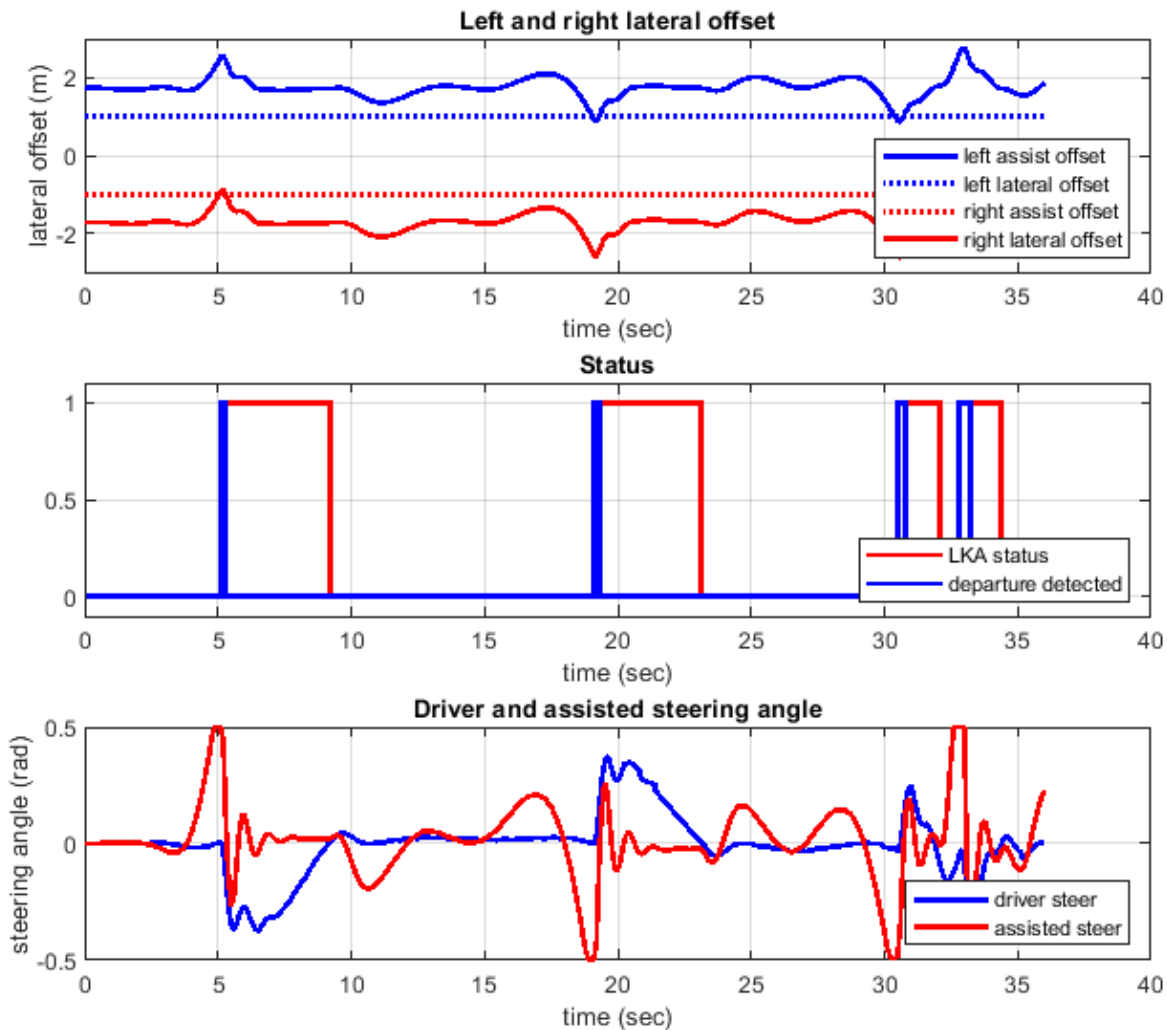 Left and right lateral offset
lateral offset (m)
2
0
-2
left assist offset
left lateral offset
right assist offset
right lateral offset
0 5 10 15 20 25 30 35 40
time (sec)
Status
1
0.5
0
LKA status
departure detected
0 5 10 15 20 25 30 35 40
time (sec)
Driver and assisted steering angle
steering angle (rad)
0.5
0
-0.5
driver steer
assisted steer
0 5 10 15 20 25 30 35 40
time (sec)